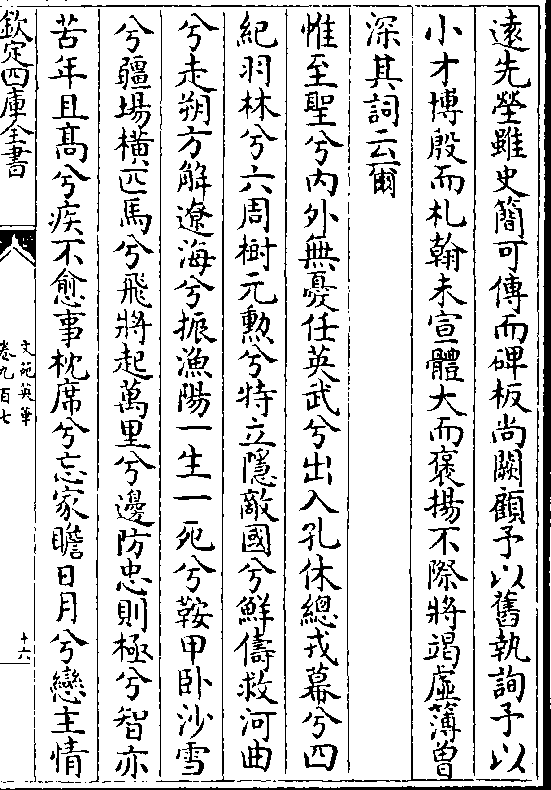 遠先塋雖史簡可傳而碑板尚闕顧予以舊執詢予以
小才博殷而札翰未宣體大而褒揚不際將竭虛薄曽
深其詞云爾
惟至聖兮内外無憂任英武兮出入孔休總戎幕兮四
紀羽林兮六周樹元勲兮特立隱敵國兮鮮儔救河曲
兮走朔方解遼海兮振漁陽一生一死兮鞍甲卧沙雪
兮疆場横匹馬兮飛將起萬里兮邊防忠則極兮智亦
苦年且髙兮疾不愈事枕席兮忘家瞻日月兮戀主情
欽定四庫全書
文苑英華
卷九百七
十六